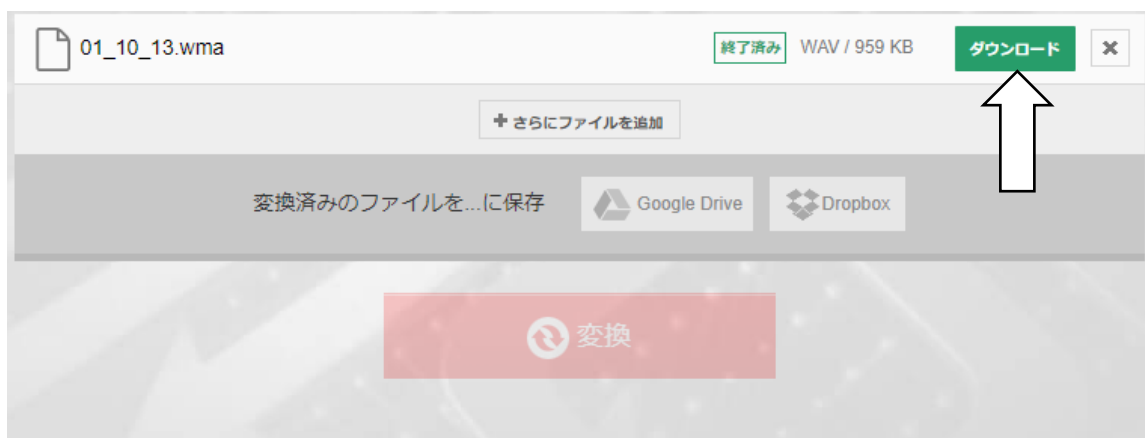 01_10_13.wma 終了済み WAV / 959 KB ダウンロード ×
+ さらにファイルを追加
変換済みのファイルを...に保存 Google Drive Dropbox
変換